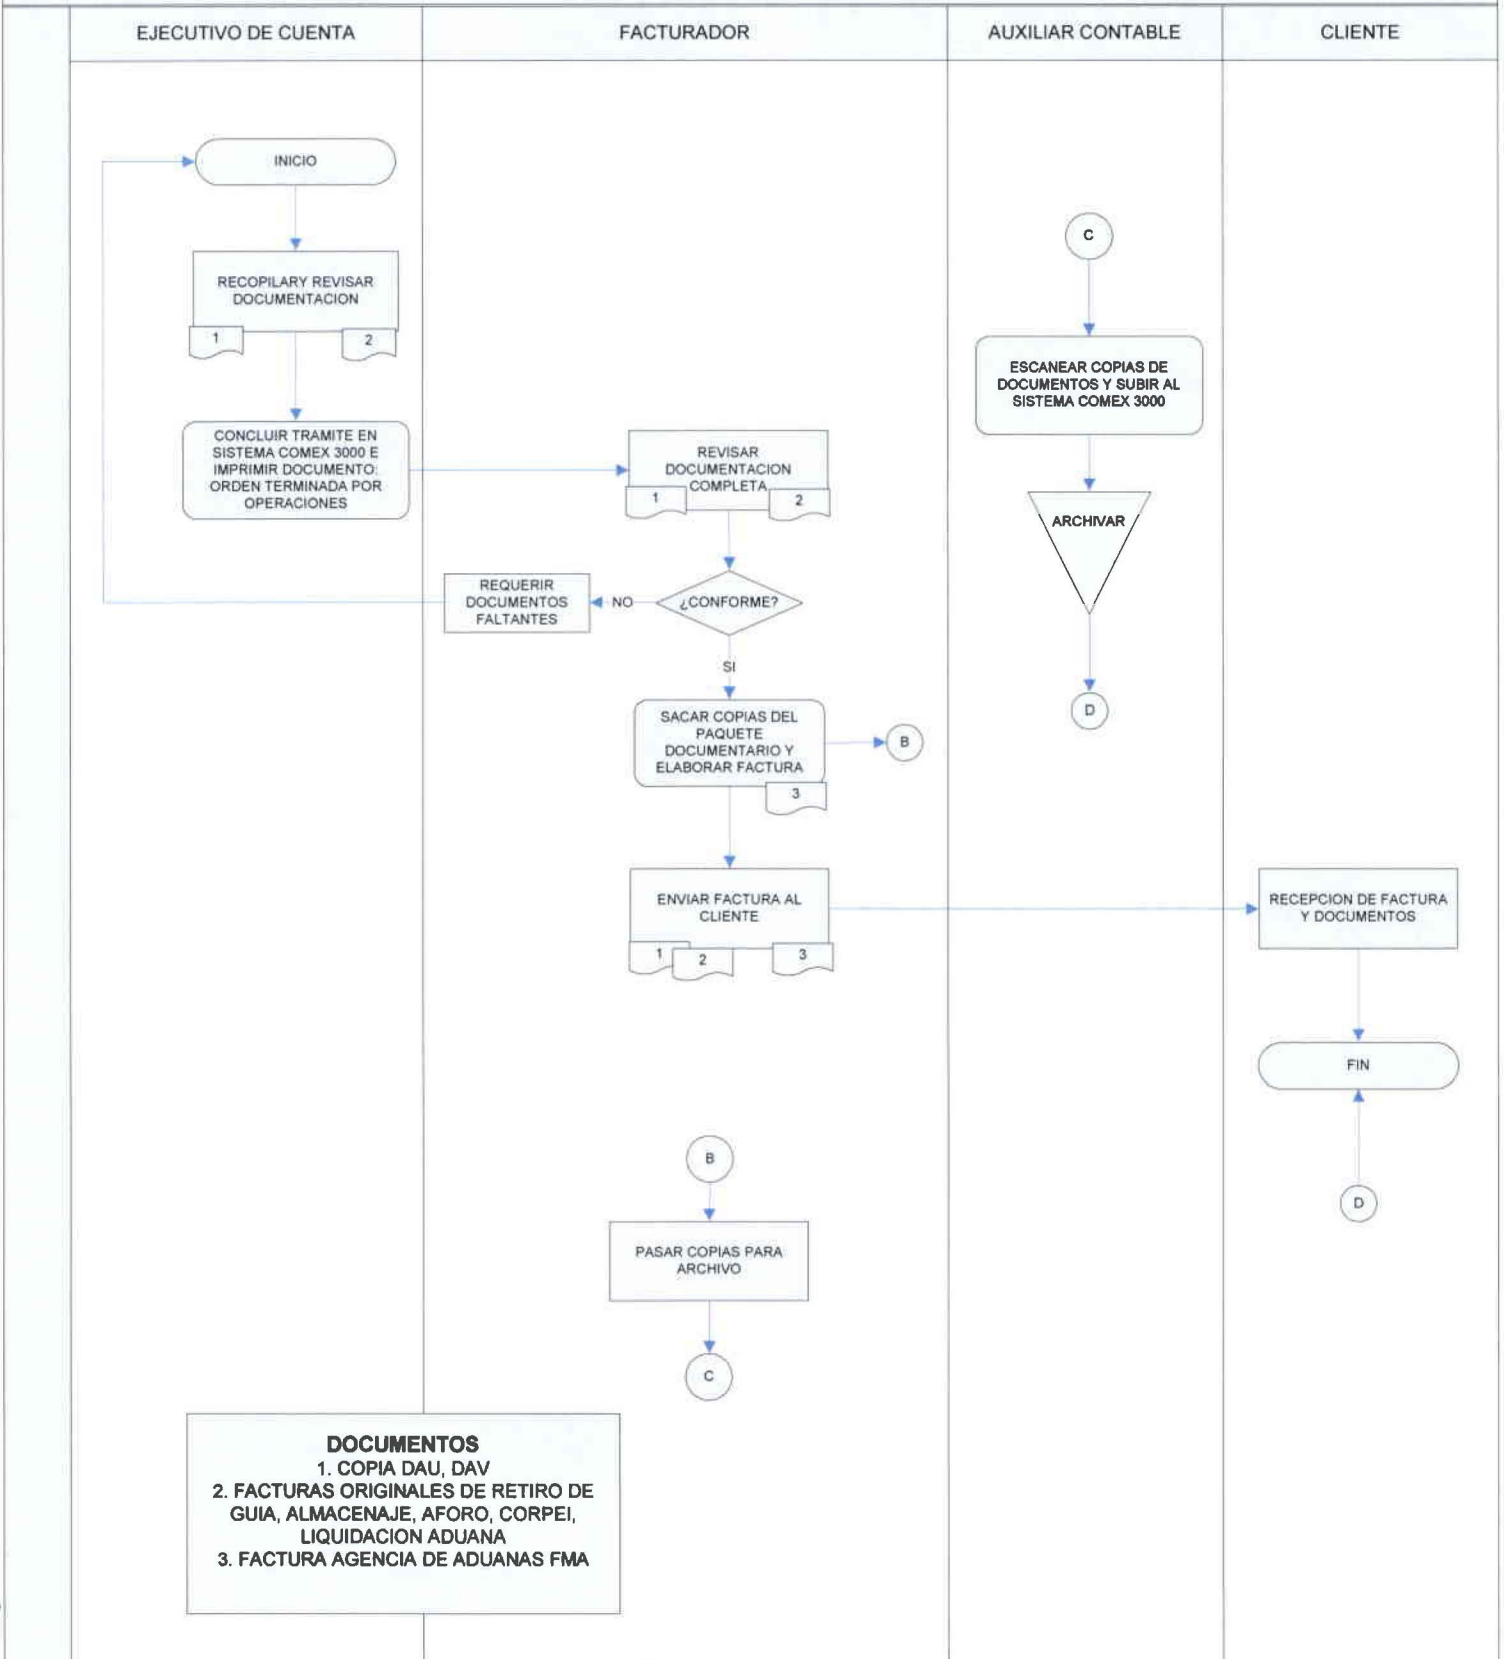 EJECUTIVO DE CUENTA
FACTURADOR
AUXILIAR CONTABLE
CLIENTE
INICIO
RECOPILARY REVISAR
DOCUMENTACION
1
2
CONCLUIR TRAMITE EN
SISTEMA COMEX 3000 E
IMPRIMIR DOCUMENTO:
ORDEN TERMINADA POR
OPERACIONES
REVISAR
DOCUMENTACION
COMPLETA
1
2
¿CONFORME?
NO
REQUERIR
DOCUMENTOS
FALTANTES
SI
SACAR COPIAS DEL
PAQUETE
DOCUMENTARIO Y
ELABORAR FACTURA
3
B
ENVIAR FACTURA AL
CLIENTE
1
2
3
B
PASAR COPIAS PARA
ARCHIVO
C
C
ESCANEAR COPIAS DE
DOCUMENTOS Y SUBIR AL
SISTEMA COMEX 3000
ARCHIVAR
D
RECEPCION DE FACTURA
Y DOCUMENTOS
FIN
D
DOCUMENTOS
1. COPIA DAU, DAV
2. FACTURAS ORIGINALES DE RETIRO DE
GUIA, ALMACENAJE, AFORO, CORPEI,
LIQUIDACION ADUANA
3. FACTURA AGENCIA DE ADUANAS FMA